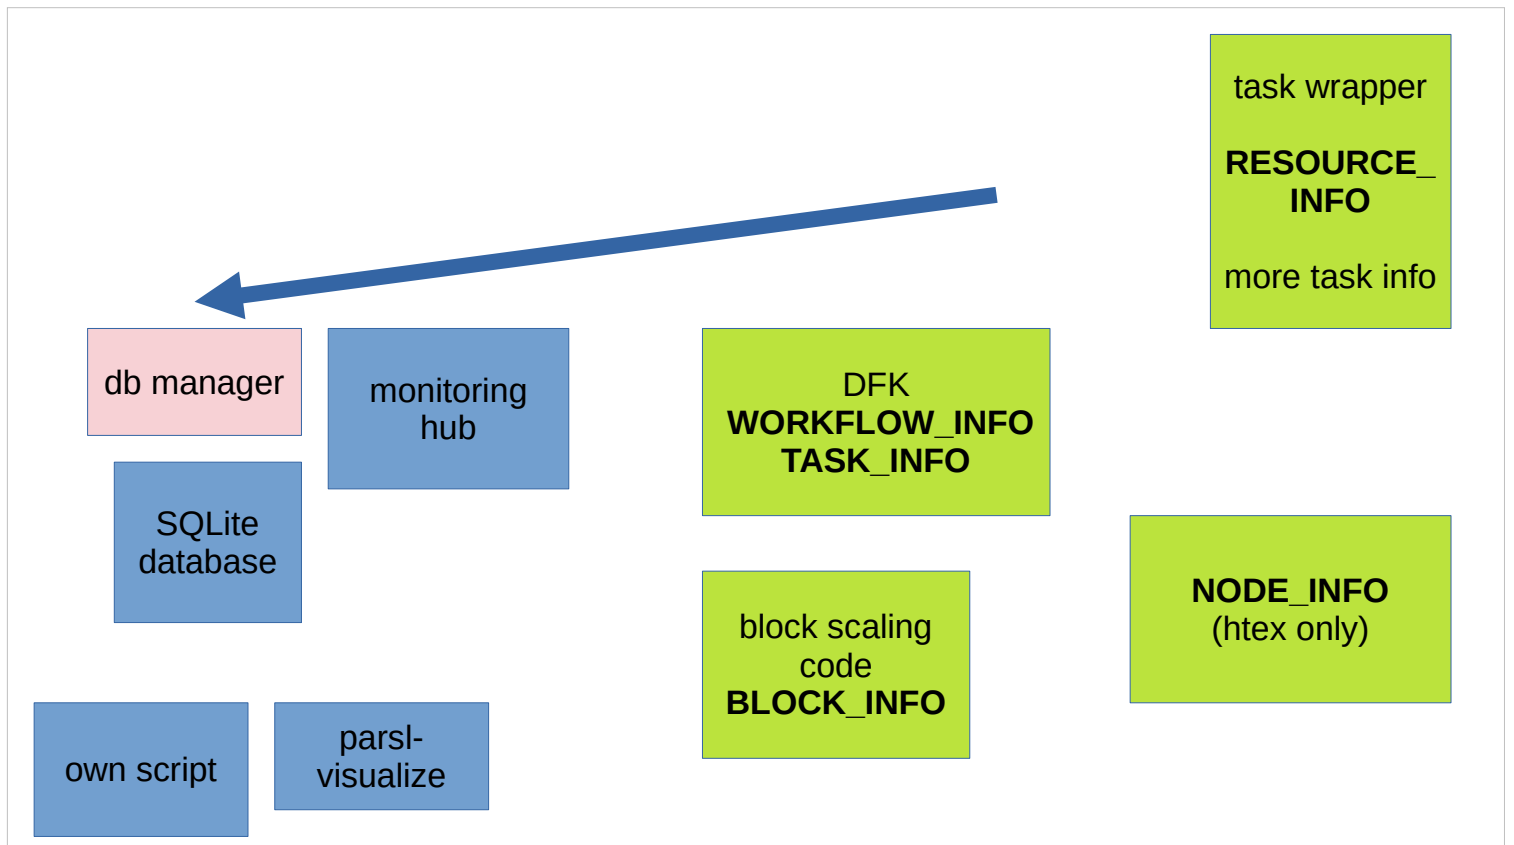 task wrapper
RESOURCE_
INFO
more task info
db manager
monitoring
hub
DFK
WORKFLOW_INFO
TASK_INFO
SQLite
database
NODE_INFO
(htex only)
block scaling
code
BLOCK_INFO
own script
parsl-
visualize